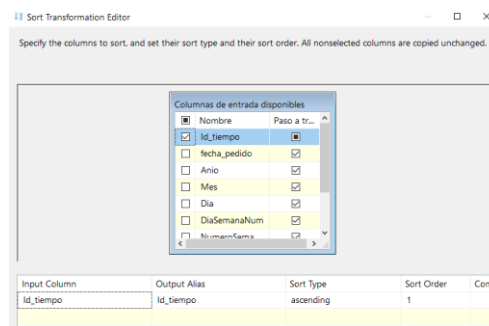 Sort Transformation Editor
Specify the columns to sort, and set their sort type and their sort order. All nonselected columns are copied unchanged.
Columnas de entrada disponibles
Nombre Paso a tr...
Id_tiempo
fecha_pedido
Anio
Mes
Dia
DiaSemanaNum
NumeroSema
Input Column Output Alias Sort Type Sort Order Con
Id_tiempo Id_tiempo ascending 1